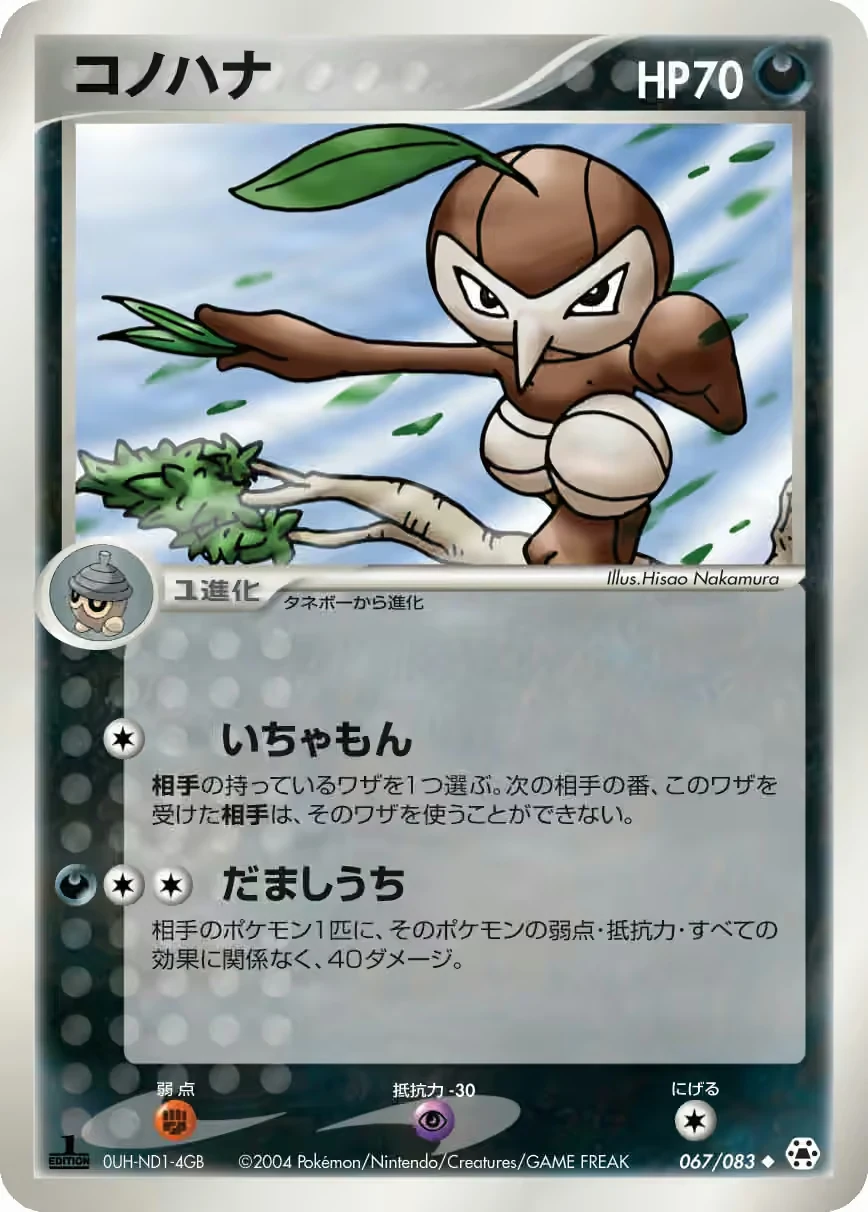 コノハナ
HP70
Illus.Hisao Nakamura
1進化
タネボーから進化
いちゃもん
相手の持っているワザを1つ選ぶ。次の相手の番、このワザを
受けた相手は、そのワザを使うことができない。
だましうち
相手のポケモン1匹に、そのポケモンの弱点・抵抗力・すべての
効果に関係なく、40ダメージ。
弱点 抵抗力-30 にげる
1 EDITION 0UH-ND1-4GB ©2004 Pokémon/Nintendo/Creatures/GAME FREAK 067/083 ◆